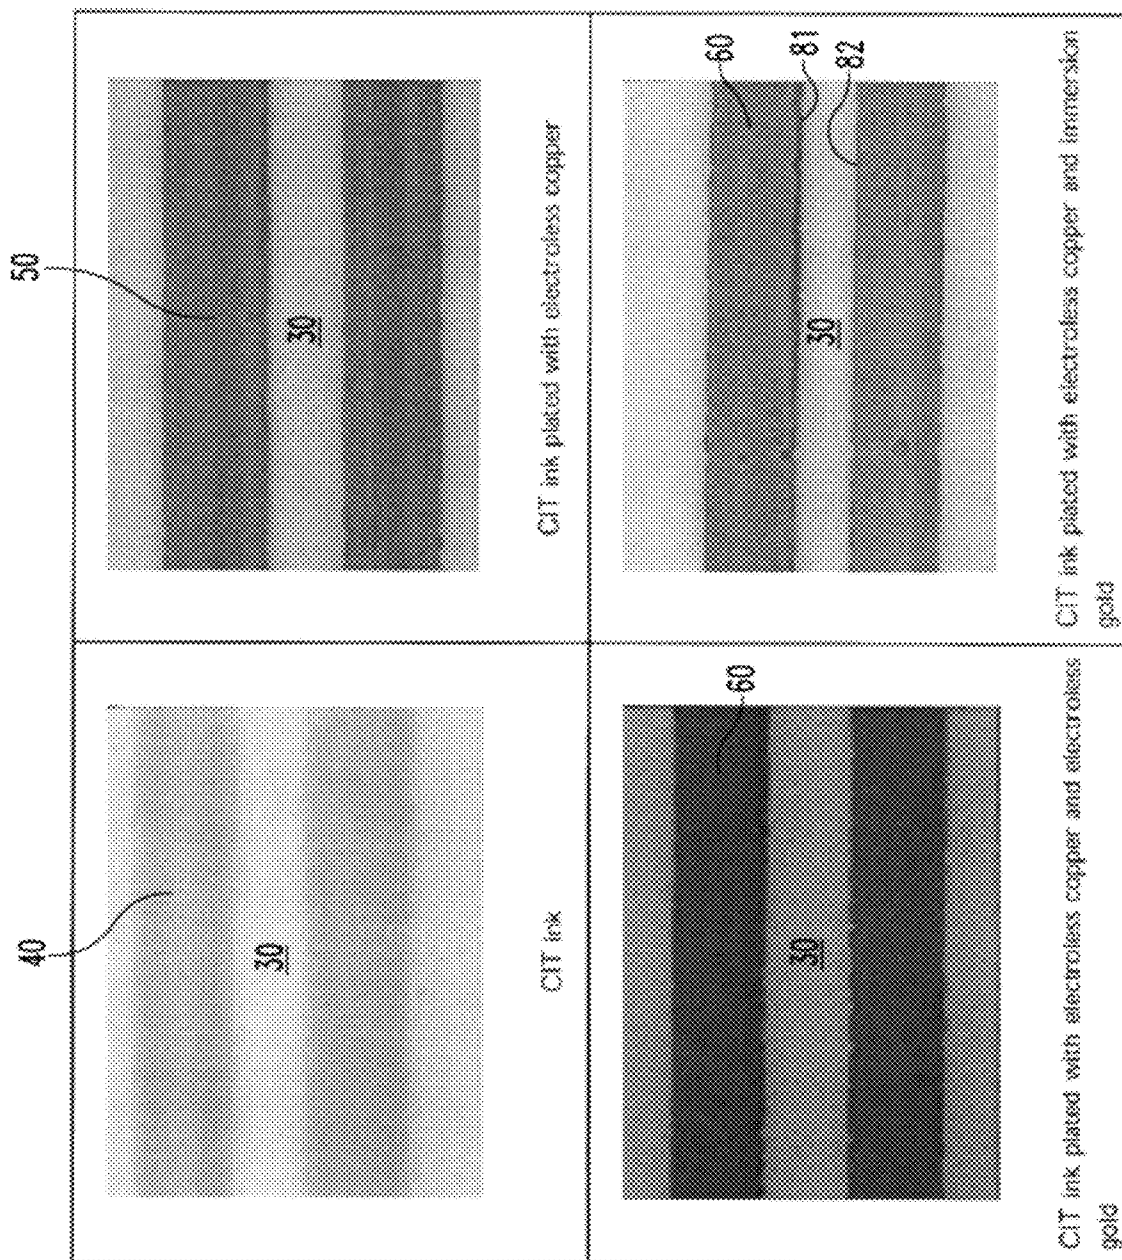 40
50
30
30
CIT ink
CIT ink plated with electroless copper
60
60
81
82
30
30
CIT ink plated with electroless copper and electroless
gold
CIT ink plated with electroless copper and immersion
gold